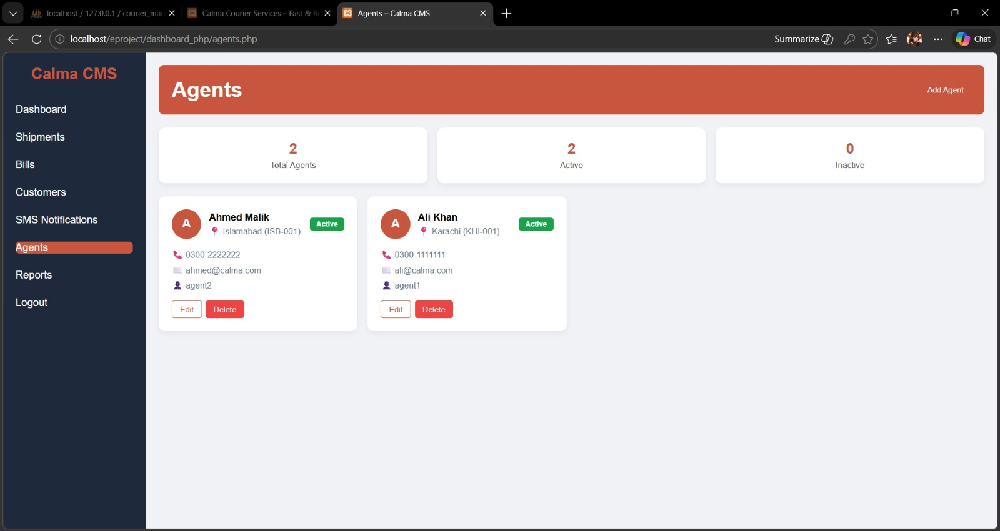 localhost / 127.0.0.1 / courier_man
Calma Courier Services – Fast & Re
Agents – Calma CMS
localhost/eproject/dashboard_php/agents.php
Summarize
Chat
Calma CMS
Dashboard
Shipments
Bills
Customers
SMS Notifications
Agents
Reports
Logout
Agents
Add Agent
2
Total Agents
2
Active
0
Inactive
A
Ahmed Malik
Islamabad (ISB-001)
Active
0300-2222222
ahmed@calma.com
agent2
Edit
Delete
A
Ali Khan
Karachi (KHI-001)
Active
0300-1111111
ali@calma.com
agent1
Edit
Delete